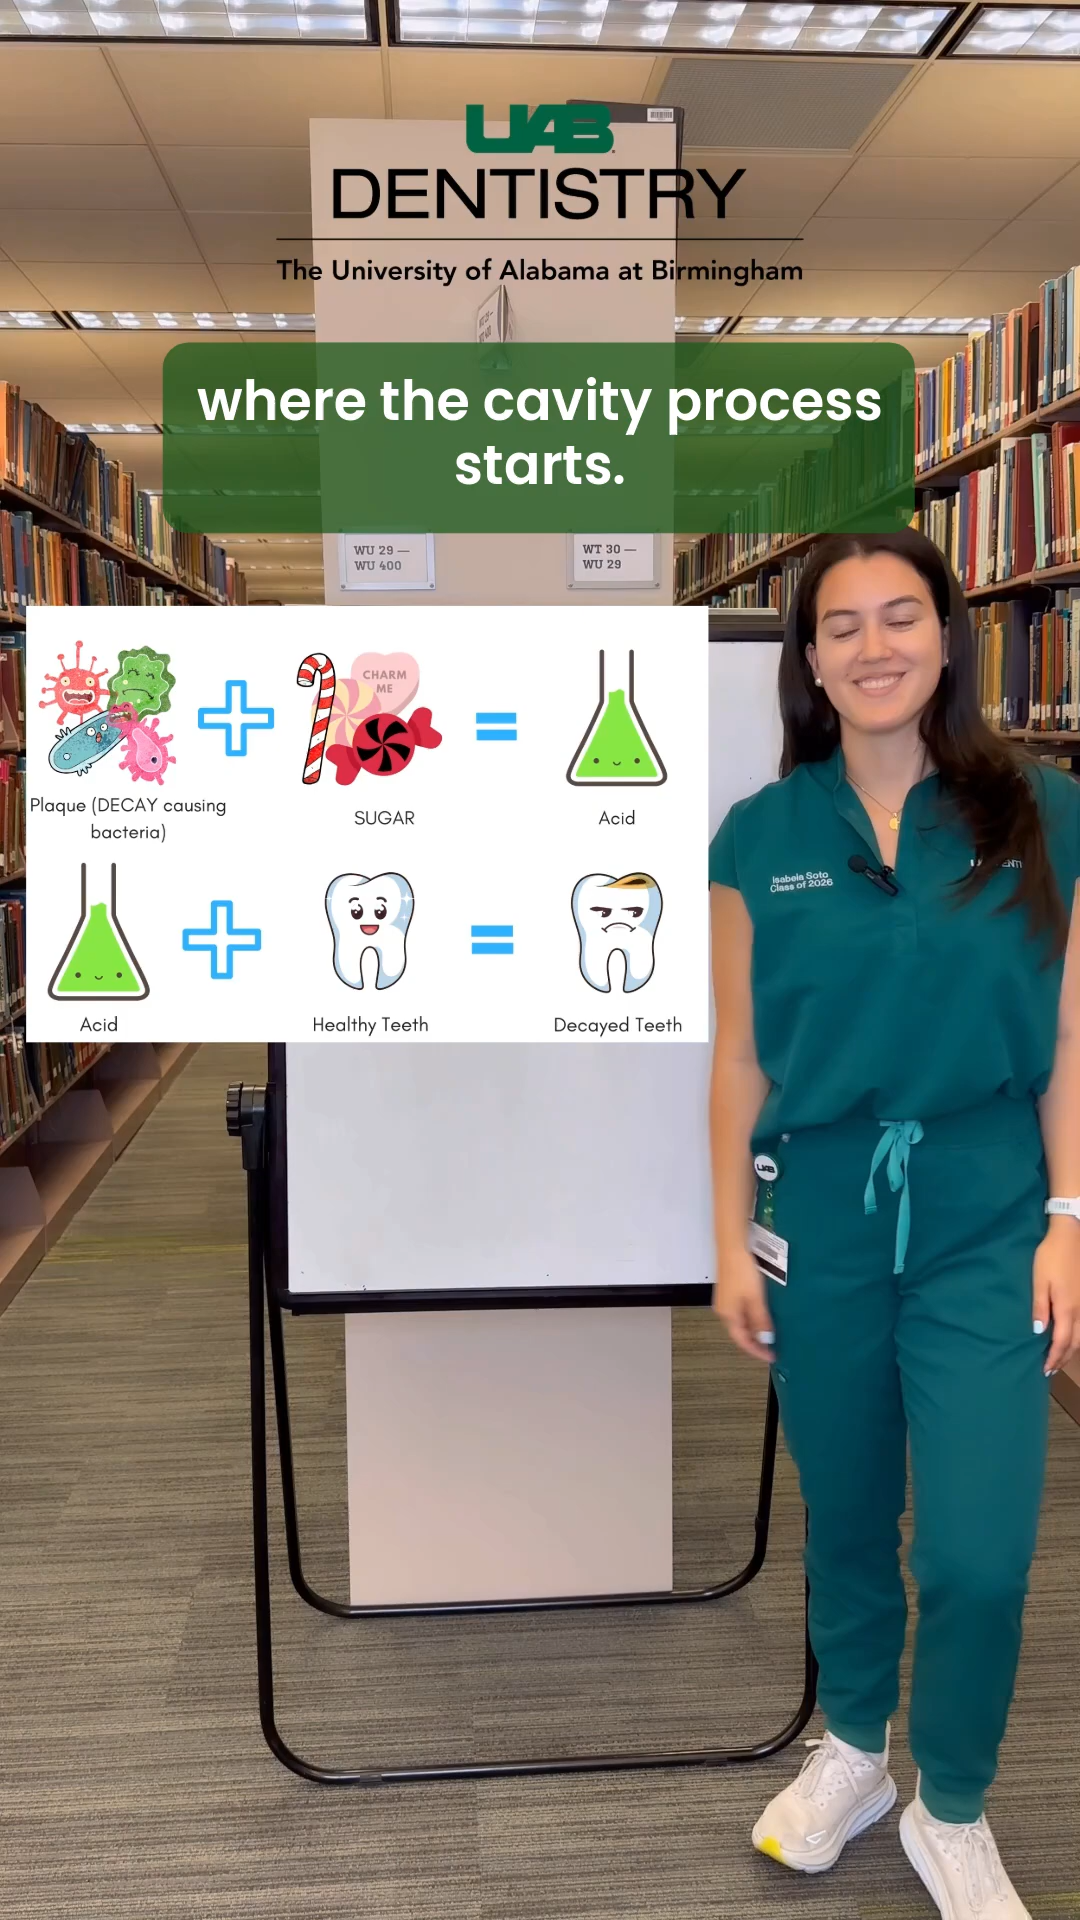 UAB
DENTISTRY
The University of Alabama at Birmingham
where the cavity process
starts.
WU 29 —
WU 400
WT 30 —
WU 29
CHARM
ME
Plaque (DECAY causing
bacteria)
SUGAR
Acid
Acid
Healthy Teeth
Decayed Teeth
Isabela Soto
Class of 2026
UAB